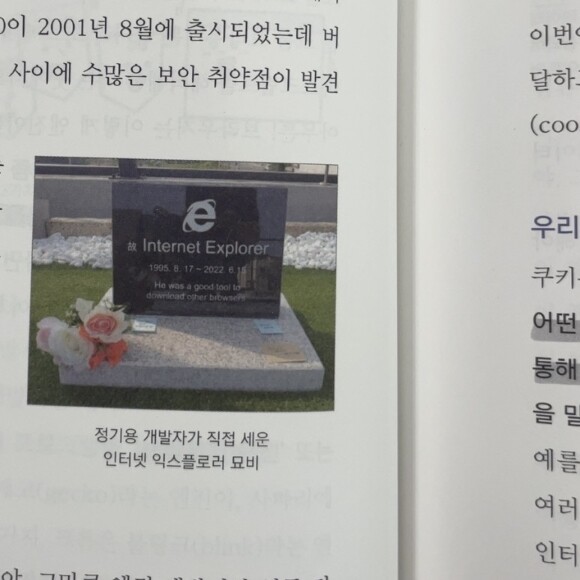 이 2001년 8월에 출시되었는데 버
사이에 수많은 보안 취약점이 발견
故 Internet Explorer
1995. 8. 17 ~ 2022. 6. 15
He was a good tool to
download other browsers
정기용 개발자가 직접 세운
인터넷 익스플로러 묘비
이번
달하
(coo
우리
쿠키
어떤
통해
을
예를
여러
인터